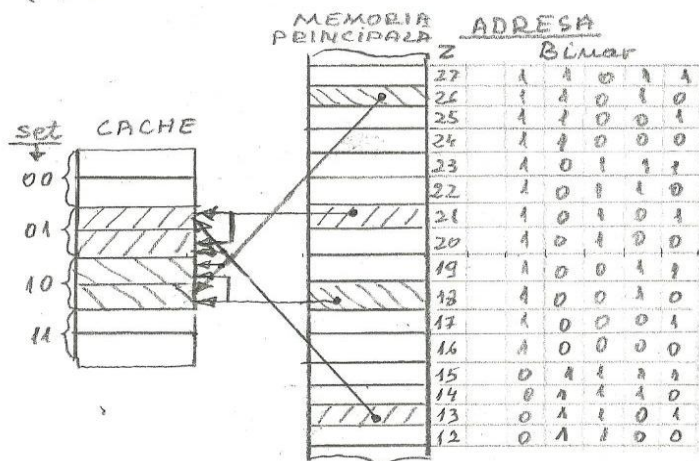 MEMORIA
PRINCIPALA
ADRESA
Z Binar
27 1 1 0 1 1
26 1 1 0 1 0
25 1 1 0 0 1
24 1 1 0 0 0
23 1 0 1 1 1
22 1 0 1 1 0
21 1 0 1 0 1
20 1 0 1 0 0
19 1 0 0 1 1
18 1 0 0 1 0
17 1 0 0 0 1
16 1 0 0 0 0
15 0 1 1 1 1
14 0 1 1 1 0
13 0 1 1 0 1
12 0 1 1 0 0
set CACHE
00
01
10
11